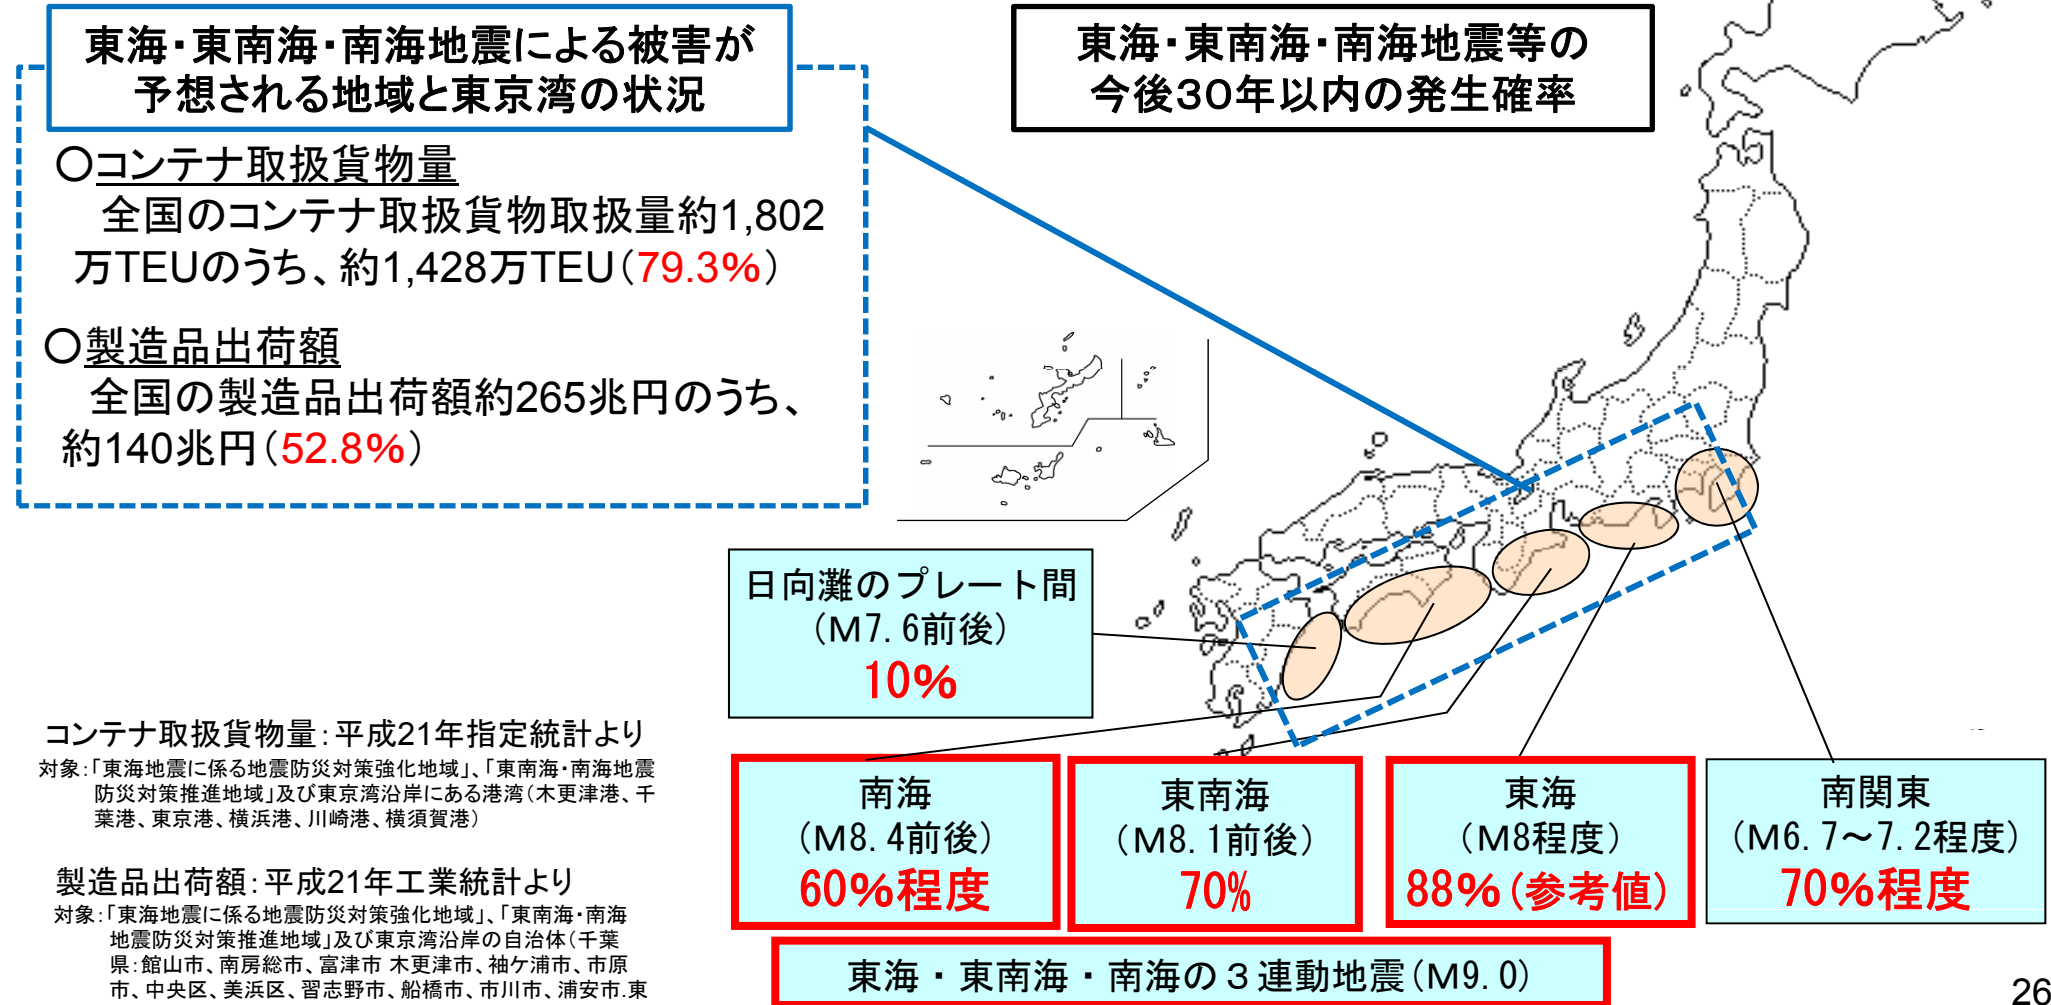 東海・東南海・南海地震による被害が
予想される地域と東京湾の状況
○コンテナ取扱貨物量
全国のコンテナ取扱貨物取扱量約1,802
万TEUのうち、約1,428万TEU（79.3%）
○製造品出荷額
全国の製造品出荷額約265兆円のうち、
約140兆円（52.8%）
東海・東南海・南海地震等の
今後30年以内の発生確率
日向灘のプレート間
（M7.6前後）
10%
南海
（M8.4前後）
60%程度
東南海
（M8.1前後）
70%
東海
（M8程度）
88%（参考値）
南関東
（M6.7～7.2程度）
70%程度
東海・東南海・南海の３連動地震（M9.0）
コンテナ取扱貨物量：平成21年指定統計より
対象：「東海地震に係る地震防災対策強化地域」、「東南海・南海地震
防災対策推進地域」及び東京湾沿岸にある港湾（木更津港、千
葉港、東京港、横浜港、川崎港、横須賀港）
製造品出荷額：平成21年工業統計より
対象：「東海地震に係る地震防災対策強化地域」、「東南海・南海
地震防災対策推進地域」及び東京湾沿岸の自治体（千葉
県：館山市、南房総市、富津市 木更津市、袖ケ浦市、市原
市、中央区、美浜区、習志野市、船橋市、市川市、浦安市.東
26